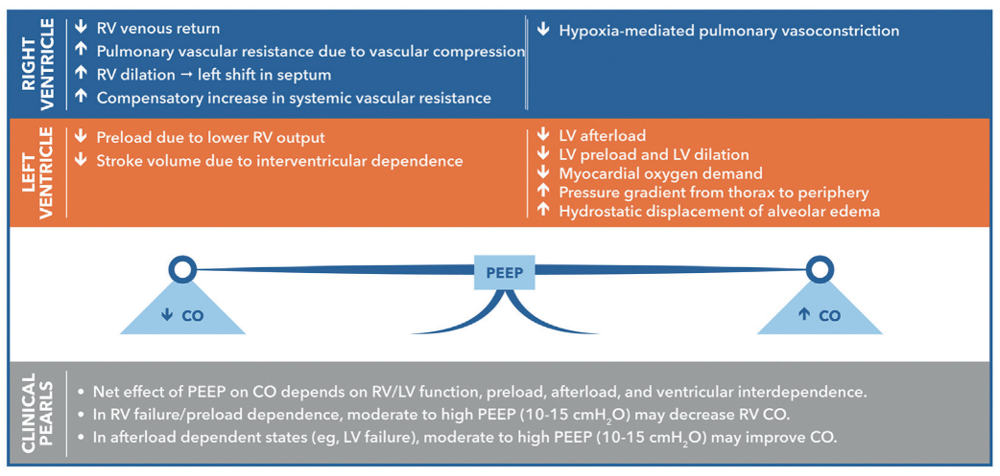 RIGHT
VENTRICLE
↓ RV venous return
↑ Pulmonary vascular resistance due to vascular compression
↑ RV dilation → left shift in septum
↑ Compensatory increase in systemic vascular resistance
↓ Hypoxia-mediated pulmonary vasoconstriction
LEFT
VENTRICLE
↓ Preload due to lower RV output
↓ Stroke volume due to interventricular dependence
↓ LV afterload
↓ LV preload and LV dilation
↓ Myocardial oxygen demand
↑ Pressure gradient from thorax to periphery
↑ Hydrostatic displacement of alveolar edema
PEEP
↓ CO
↑ CO
CLINICAL
PEARLS
• Net effect of PEEP on CO depends on RV/LV function, preload, afterload, and ventricular interdependence.
• In RV failure/preload dependence, moderate to high PEEP (10-15 cmH₂O) may decrease RV CO.
• In afterload dependent states (eg, LV failure), moderate to high PEEP (10-15 cmH₂O) may improve CO.